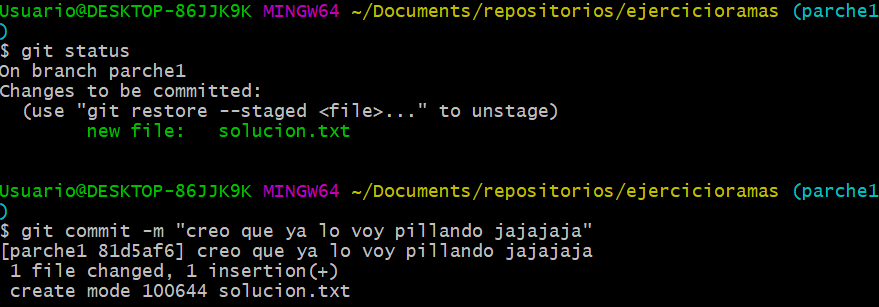 Usuario@DESKTOP-86JJK9K MINGW64 ~/Documents/repositorios/ejercicioramas (parche1
)
$ git status
On branch parche1
Changes to be committed:
  (use "git restore --staged <file>..." to unstage)
        new file:   solucion.txt
Usuario@DESKTOP-86JJK9K MINGW64 ~/Documents/repositorios/ejercicioramas (parche1
)
$ git commit -m "creo que ya lo voy pillando jajajaja"
[parche1 81d5af6] creo que ya lo voy pillando jajajaja
 1 file changed, 1 insertion(+)
 create mode 100644 solucion.txt